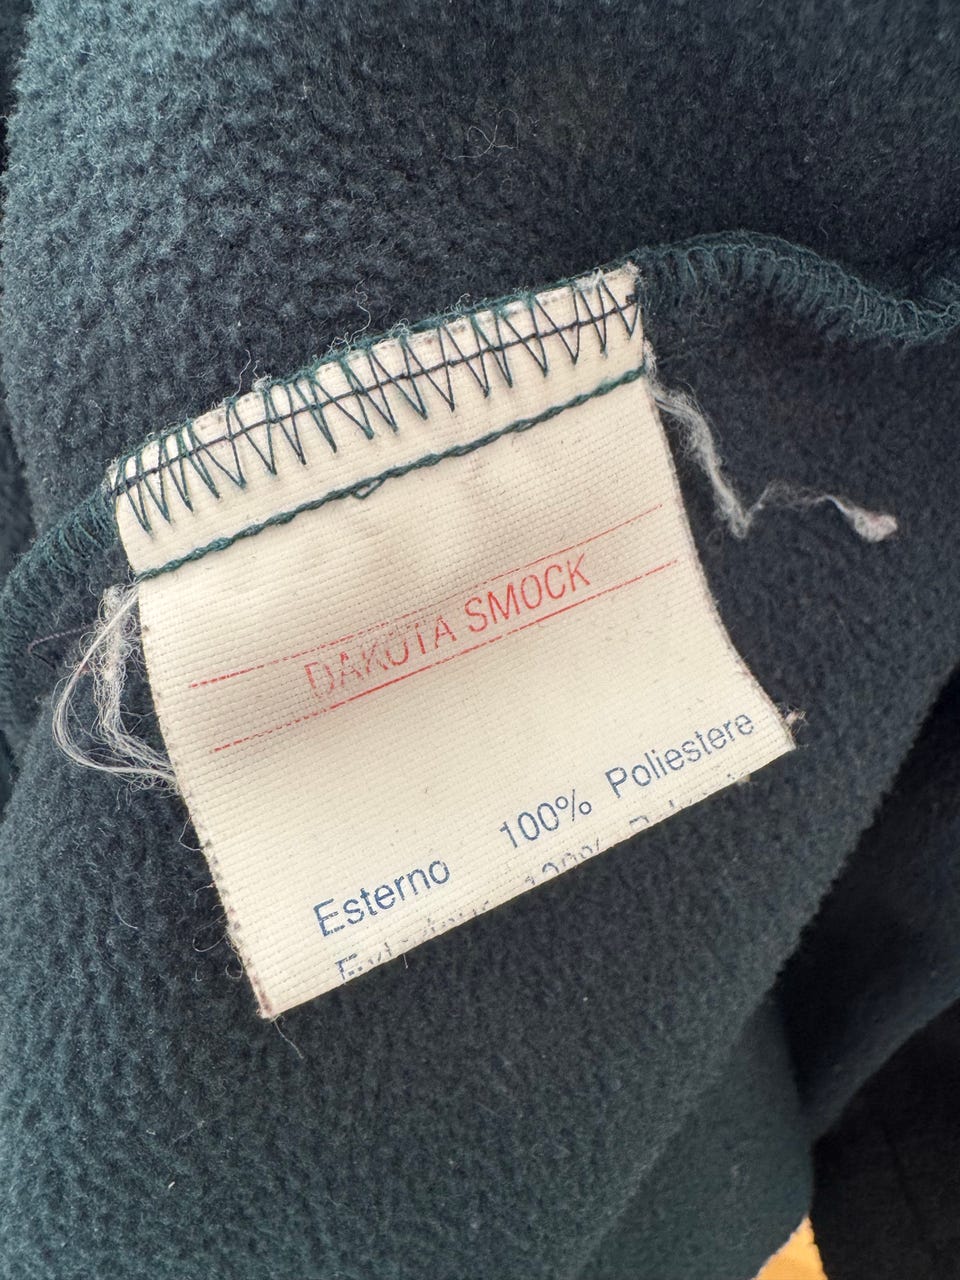 DAKOTA SMOCK
Esterno 100% Poliestere